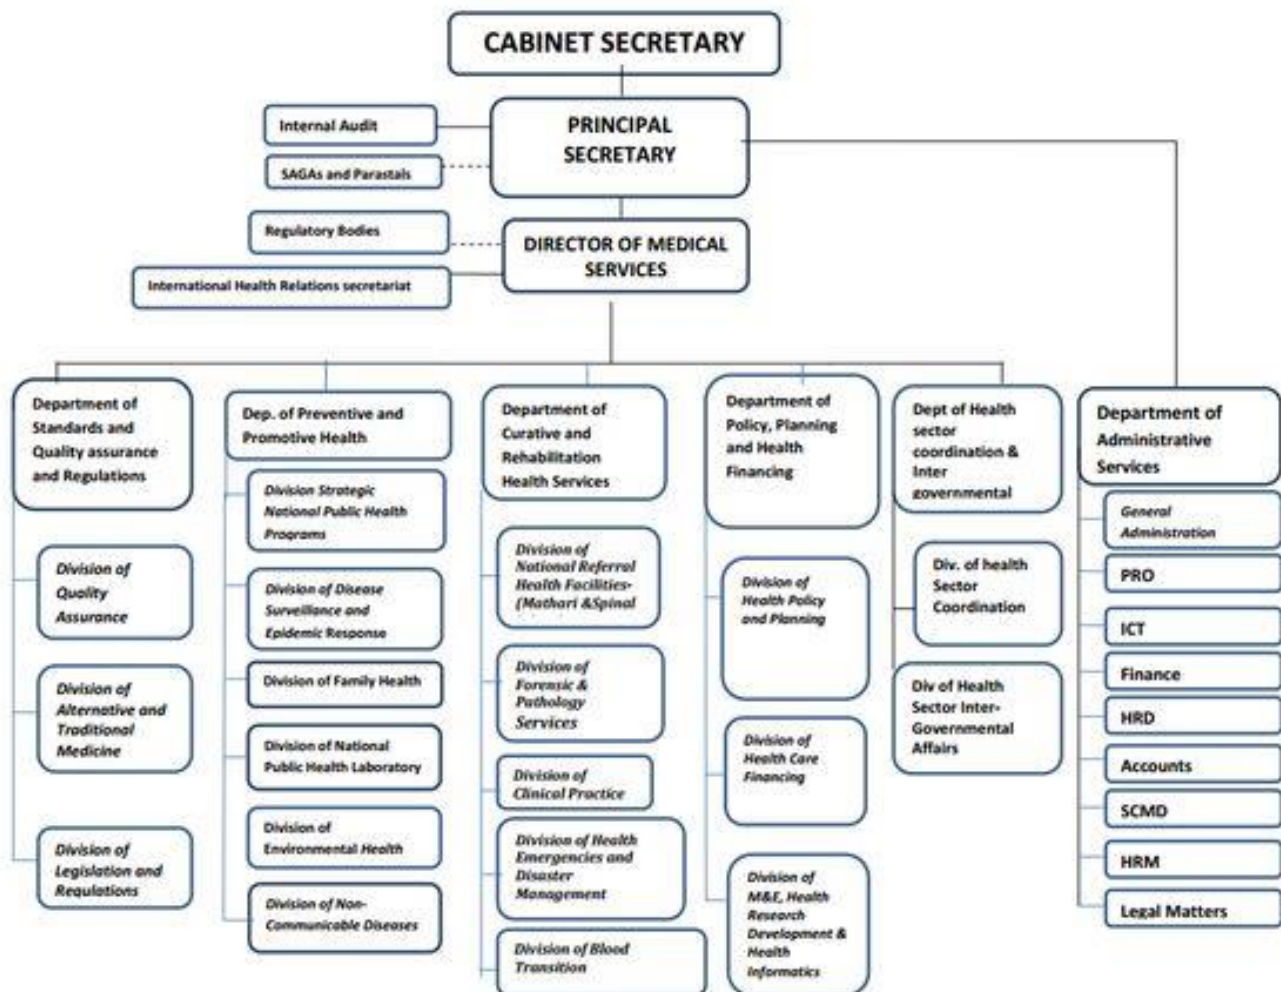 CABINET SECRETARY
PRINCIPAL
SECRETARY
Internal Audit
SAGAs and Parastals
Regulatory Bodies
DIRECTOR OF MEDICAL
SERVICES
International Health Relations secretariat
Department of
Standards and
Quality assurance
and Regulations
Division of
Quality
Assurance
Division of
Alternative and
Traditional
Medicine
Division of
Legislation and
Regulations
Dep. of Preventive and
Promotive Health
Division Strategic
National Public Health
Programs
Division of Disease
Surveillance and
Epidemic Response
Division of Family Health
Division of National
Public Health Laboratory
Division of
Environmental Health
Division of Non-
Communicable Diseases
Department of
Curative and
Rehabilitation
Health Services
Division of
National Referral
Health Facilities-
(Mathari &Spinal
Division of
Forensic &
Pathology
Services
Division of
Clinical Practice
Division of Health
Emergencies and
Disaster
Management
Division of Blood
Transition
Department of
Policy, Planning
and Health
Financing
Division of
Health Policy
and Planning
Division of
Health Care
Financing
Division of
M&E, Health
Research
Development &
Health
Informatics
Dept of Health
sector
coordination &
Inter
governmental
Div. of health
Sector
Coordination
Div of Health
Sector Inter-
Governmental
Affairs
Department of
Administrative
Services
General
Administration
PRO
ICT
Finance
HRD
Accounts
SCMD
HRM
Legal Matters